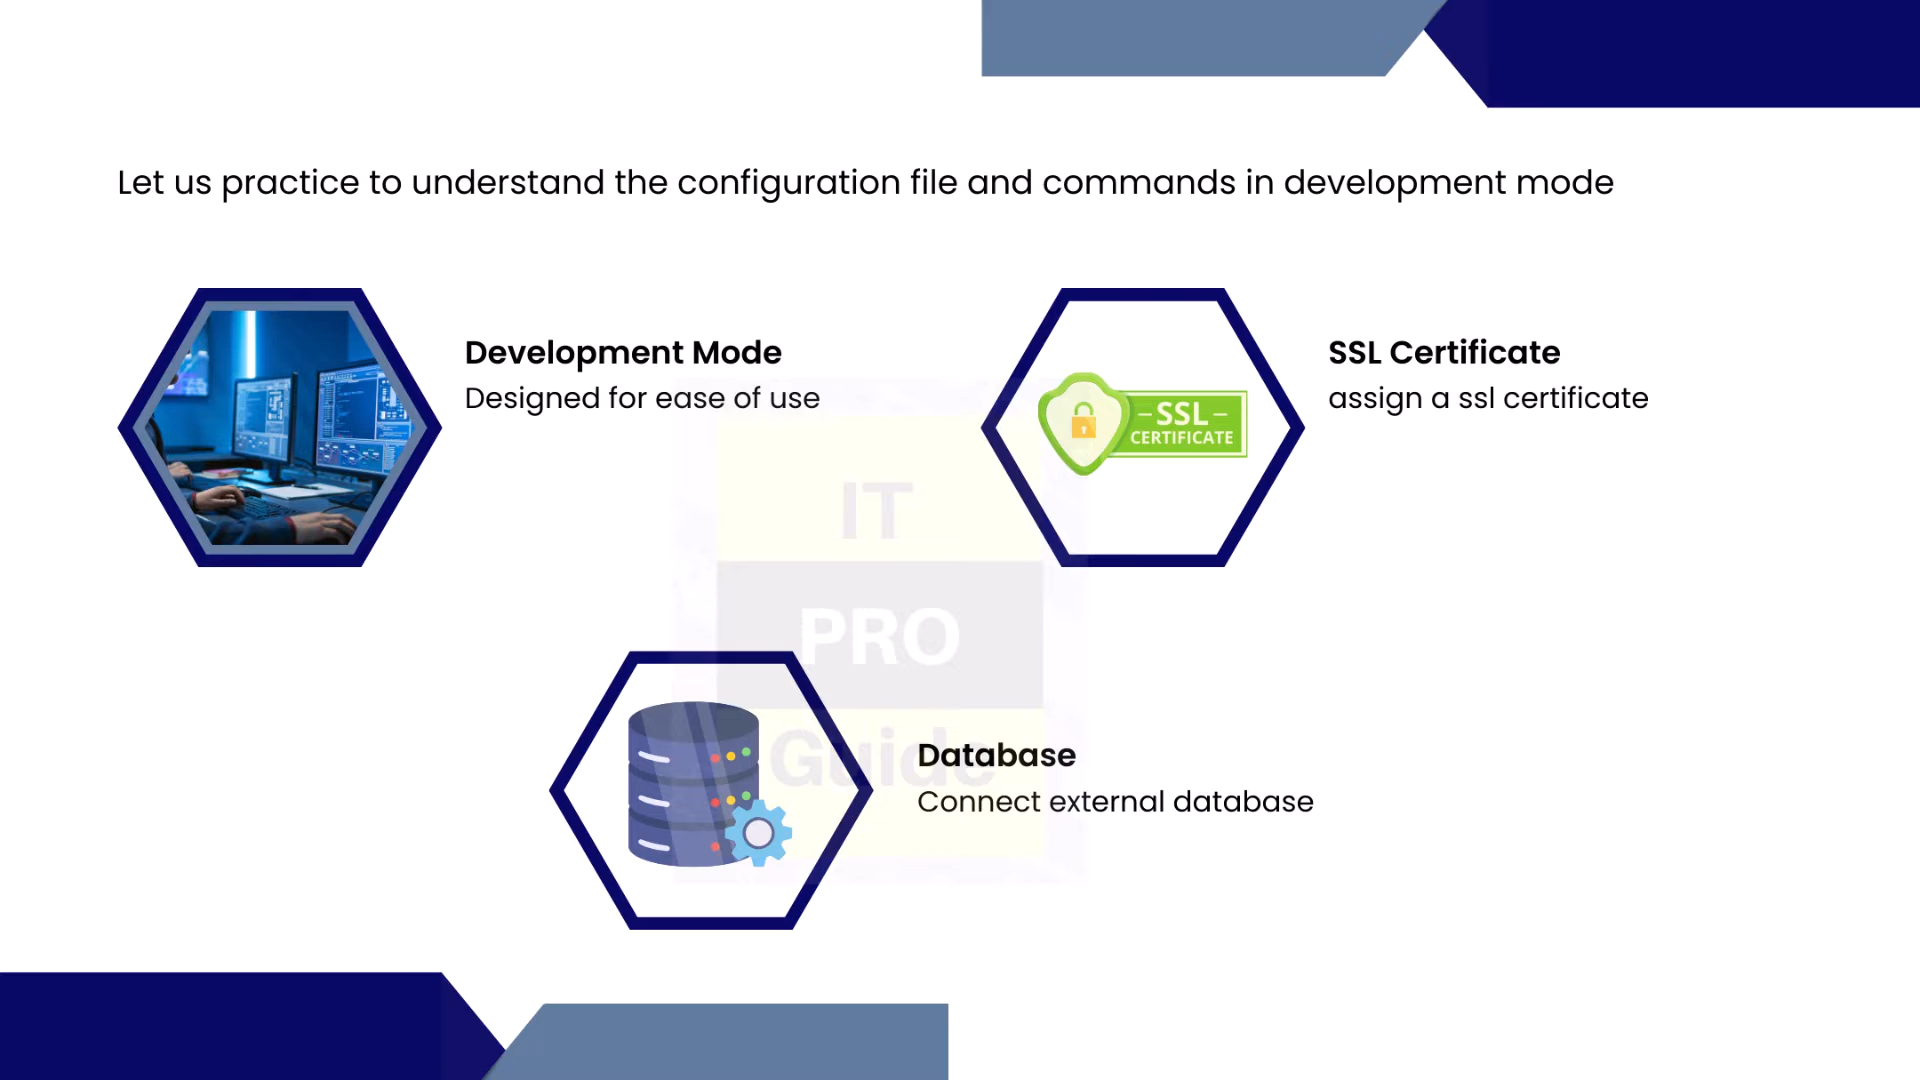 Let us practice to understand the configuration file and commands in development mode
Development Mode
Designed for ease of use
SSL
CERTIFICATE
SSL Certificate
assign a ssl certificate
IT
PRO
Guide
Database
Connect external database